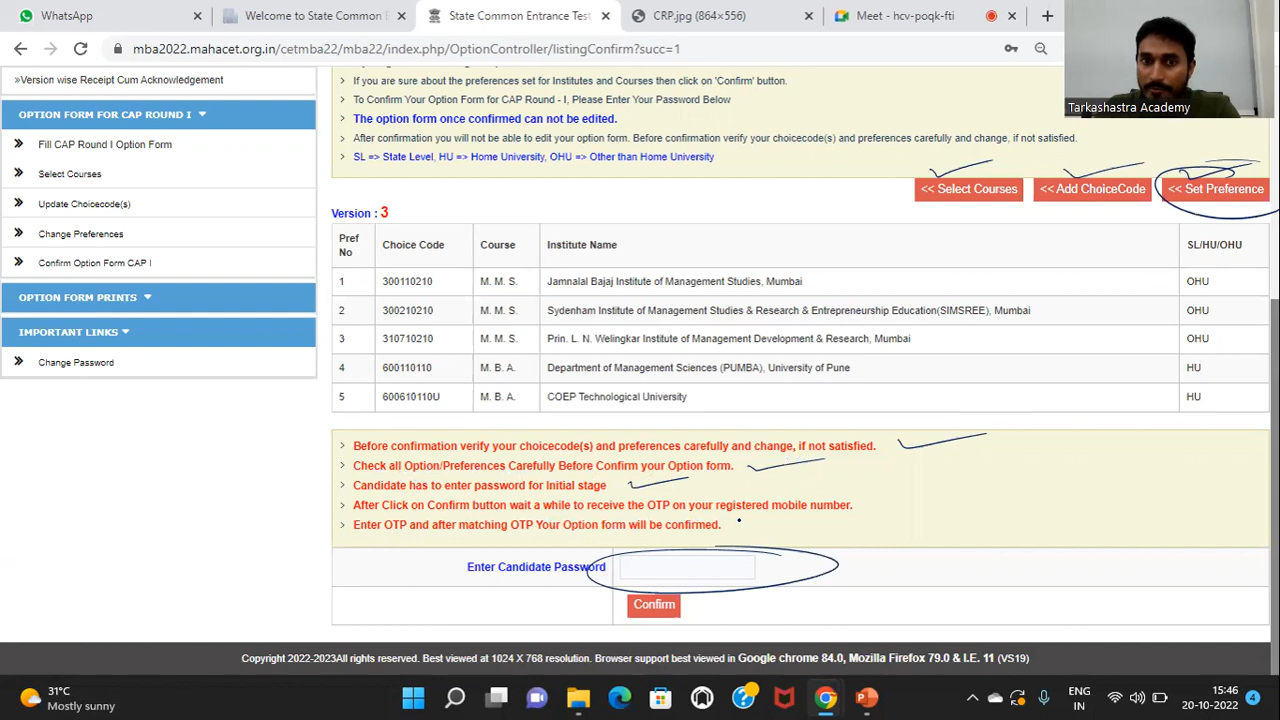 WhatsApp
Welcome to State Common E
State Common Entrance Test
CRP.jpg (864×556)
Meet - hcv-poqk-fti
mba2022.mahacet.org.in/cetmba22/mba22/index.php/OptionController/listingConfirm?succ=1
Tarkashastra Academy
»Version wise Receipt Cum Acknowledgement
OPTION FORM FOR CAP ROUND I
Fill CAP Round I Option Form
Select Courses
Update Choicecode(s)
Change Preferences
Confirm Option Form CAP I
OPTION FORM PRINTS
IMPORTANT LINKS
Change Password
If you are sure about the preferences set for Institutes and Courses then click on 'Confirm' button.
To Confirm Your Option Form for CAP Round - I, Please Enter Your Password Below
The option form once confirmed can not be edited.
After confirmation you will not be able to edit your option form. Before confirmation verify your choicecode(s) and preferences carefully and change, if not satisfied.
SL => State Level, HU => Home University, OHU => Other than Home University
<< Select Courses << Add ChoiceCode << Set Preference
Version : 3
Pref No Choice Code Course Institute Name SL/HU/OHU
1 300110210 M. M. S. Jamnalal Bajaj Institute of Management Studies, Mumbai OHU
2 300210210 M. M. S. Sydenham Institute of Management Studies & Research & Entrepreneurship Education(SIMSREE), Mumbai OHU
3 310710210 M. M. S. Prin. L. N. Welingkar Institute of Management Development & Research, Mumbai OHU
4 600110110 M. B. A. Department of Management Sciences (PUMBA), University of Pune HU
5 600610110U M. B. A. COEP Technological University HU
Before confirmation verify your choicecode(s) and preferences carefully and change, if not satisfied.
Check all Option/Preferences Carefully Before Confirm your Option form.
Candidate has to enter password for Initial stage
After Click on Confirm button wait a while to receive the OTP on your registered mobile number.
Enter OTP and after matching OTP Your Option form will be confirmed.
Enter Candidate Password
Confirm
Copyright 2022-2023All rights reserved. Best viewed at 1024 X 768 resolution. Browser support best viewed in Google chrome 84.0, Mozilla Firefox 79.0 & I.E. 11 (VS19)
31°C
Mostly sunny
ENG
IN
15:46
20-10-2022
4